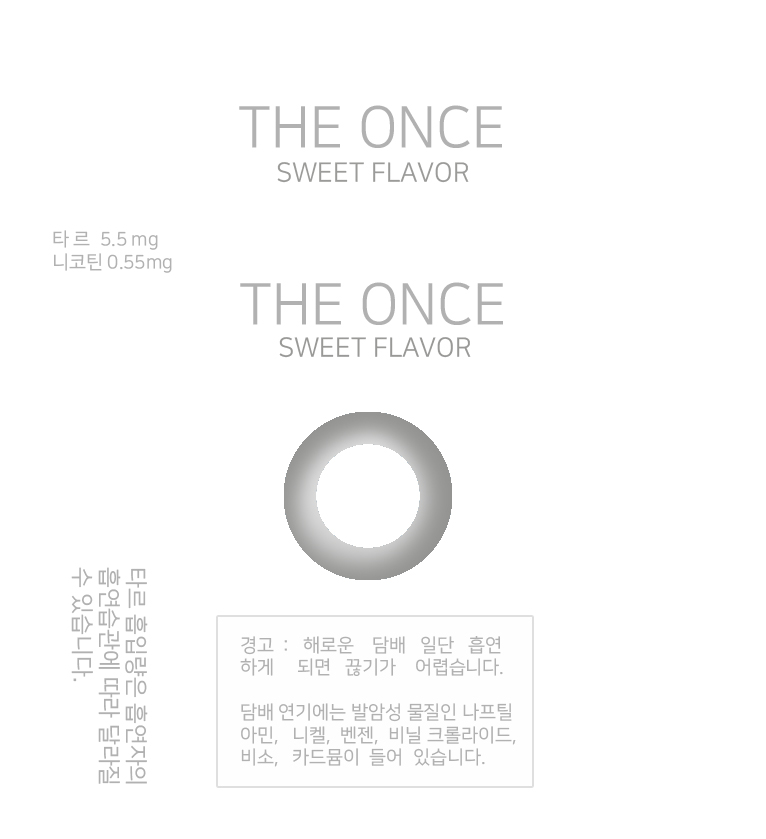 THE ONCE
SWEET FLAVOR
타르 5.5mg
니코틴 0.55mg
THE ONCE
SWEET FLAVOR
타르 흡입량은 흡연자의
흡연습관에 따라 달라질
수 있습니다.
경고 : 해로운 담배 일단 흡연
하게 되면 끊기가 어렵습니다.
담배 연기에는 발암성 물질인 나프틸
아민, 니켈, 벤젠, 비닐 크롤라이드,
비소, 카드뮴이 들어 있습니다.